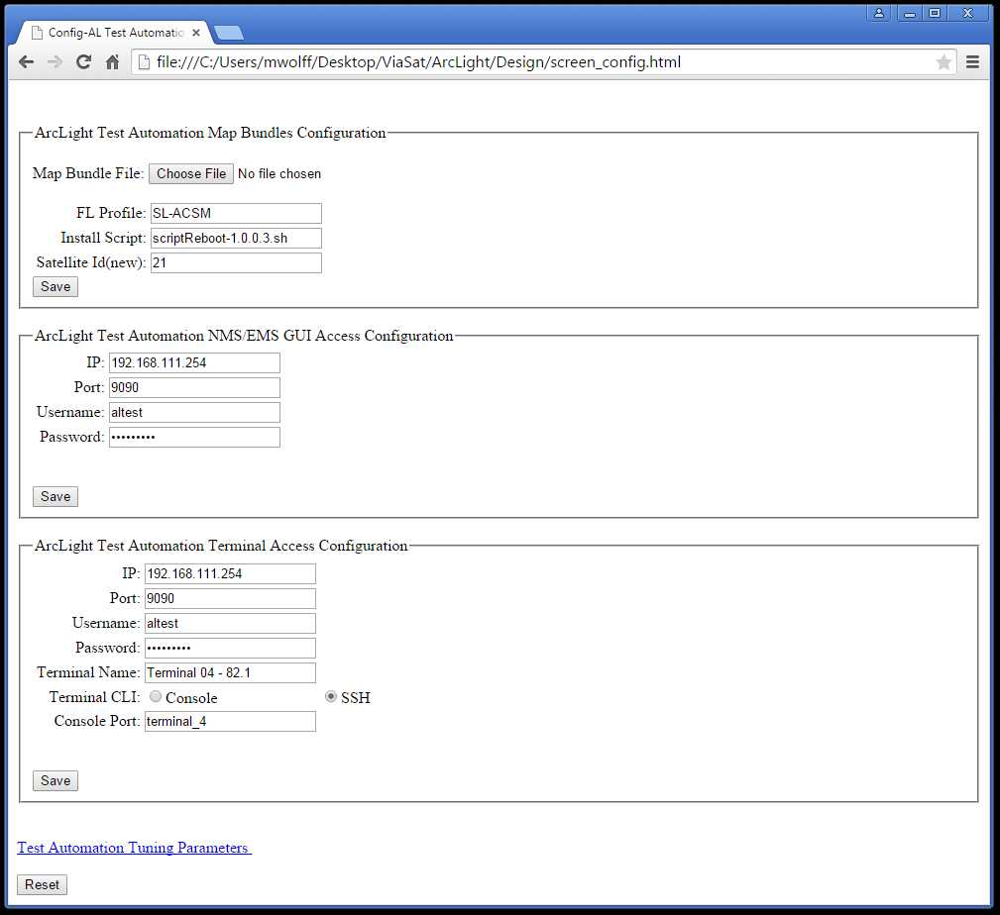 Config-AL Test Automatio
file:///C:/Users/mwolff/Desktop/ViaSat/ArcLight/Design/screen_config.html
ArcLight Test Automation Map Bundles Configuration
Map Bundle File: Choose File No file chosen
FL Profile: SL-ACSM
Install Script: scriptReboot-1.0.0.3.sh
Satellite Id(new): 21
Save
ArcLight Test Automation NMS/EMS GUI Access Configuration
IP: 192.168.111.254
Port: 9090
Username: altest
Password: •••••••••
Save
ArcLight Test Automation Terminal Access Configuration
IP: 192.168.111.254
Port: 9090
Username: altest
Password: •••••••••
Terminal Name: Terminal 04 - 82.1
Terminal CLI: Console SSH
Console Port: terminal_4
Save
Test Automation Tuning Parameters
Reset